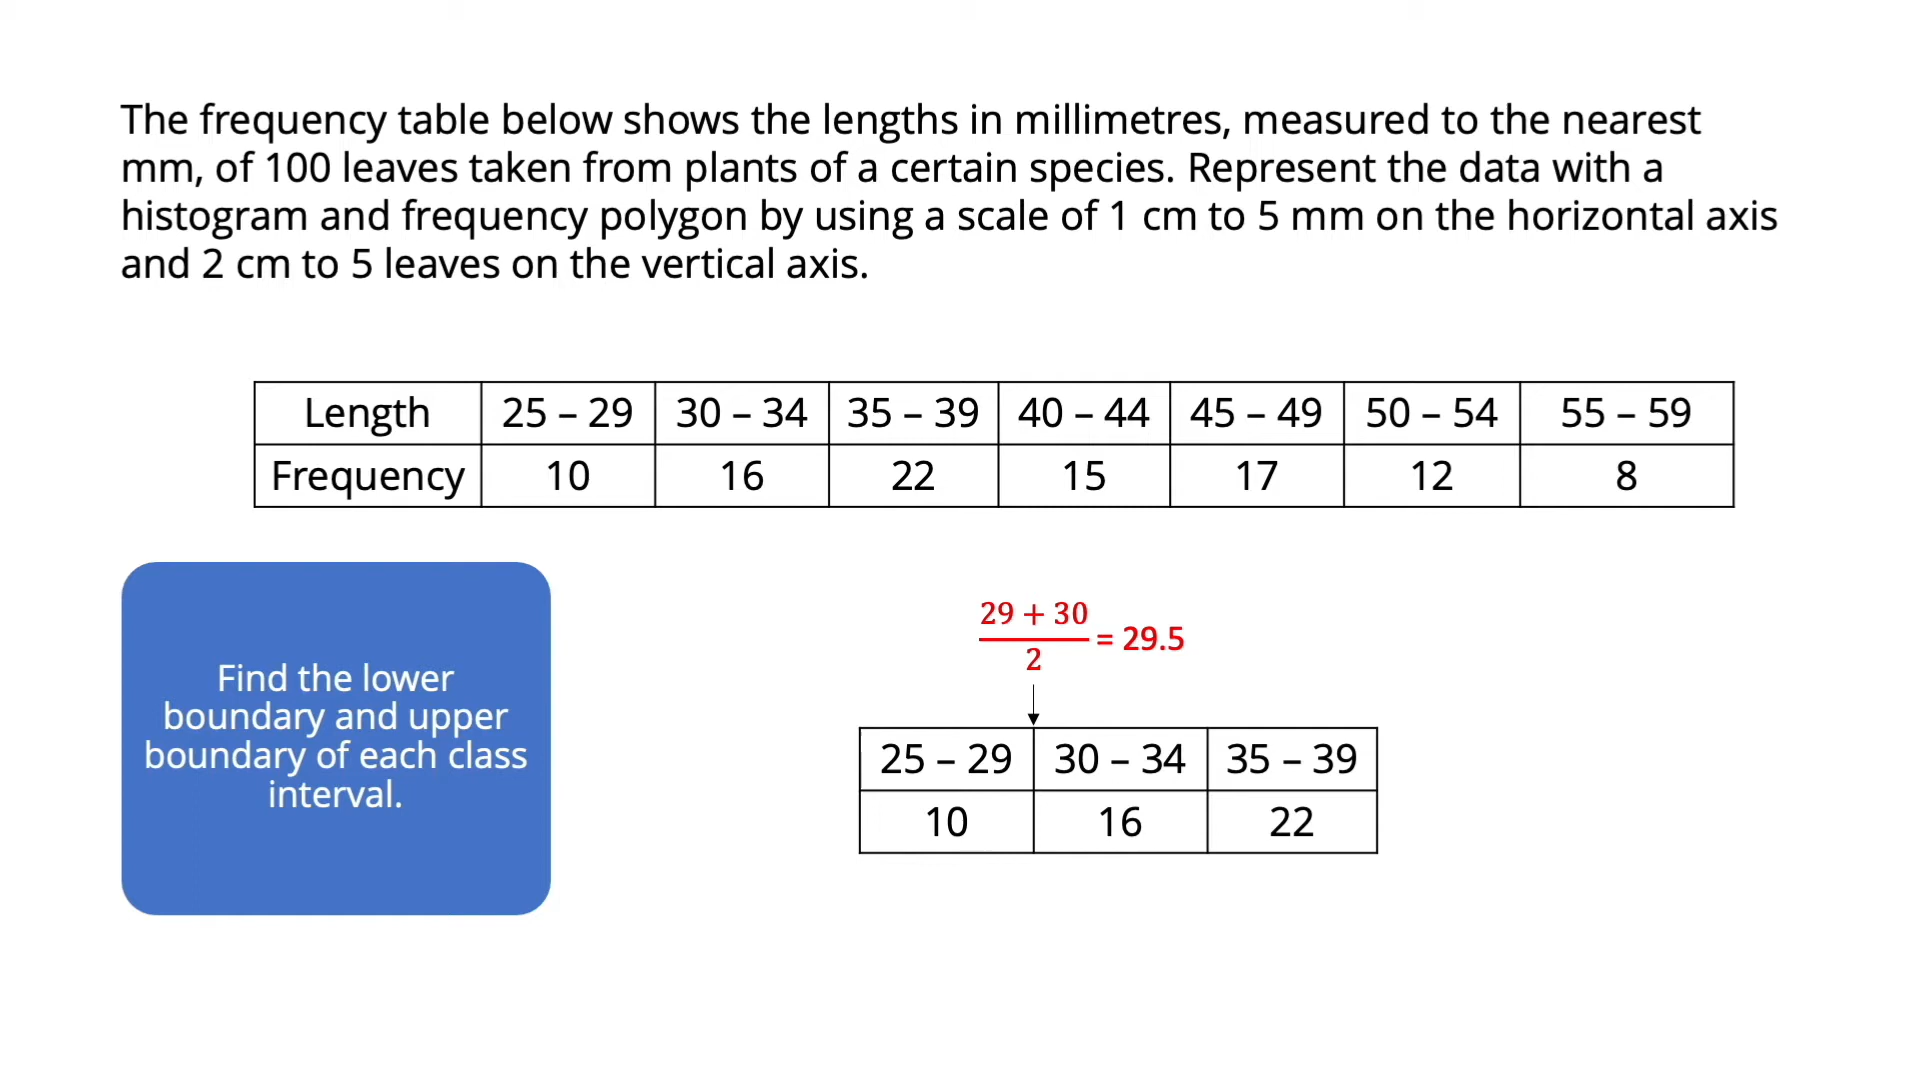 The frequency table below shows the lengths in millimetres, measured to the nearest
mm, of 100 leaves taken from plants of a certain species. Represent the data with a
histogram and frequency polygon by using a scale of 1 cm to 5 mm on the horizontal axis
and 2 cm to 5 leaves on the vertical axis.
Length 25 – 29 30 – 34 35 – 39 40 – 44 45 – 49 50 – 54 55 – 59
Frequency 10 16 22 15 17 12 8
Find the lower
boundary and upper
boundary of each class
interval.
29 + 30
= 29.5
2
25 – 29 30 – 34 35 – 39
10 16 22